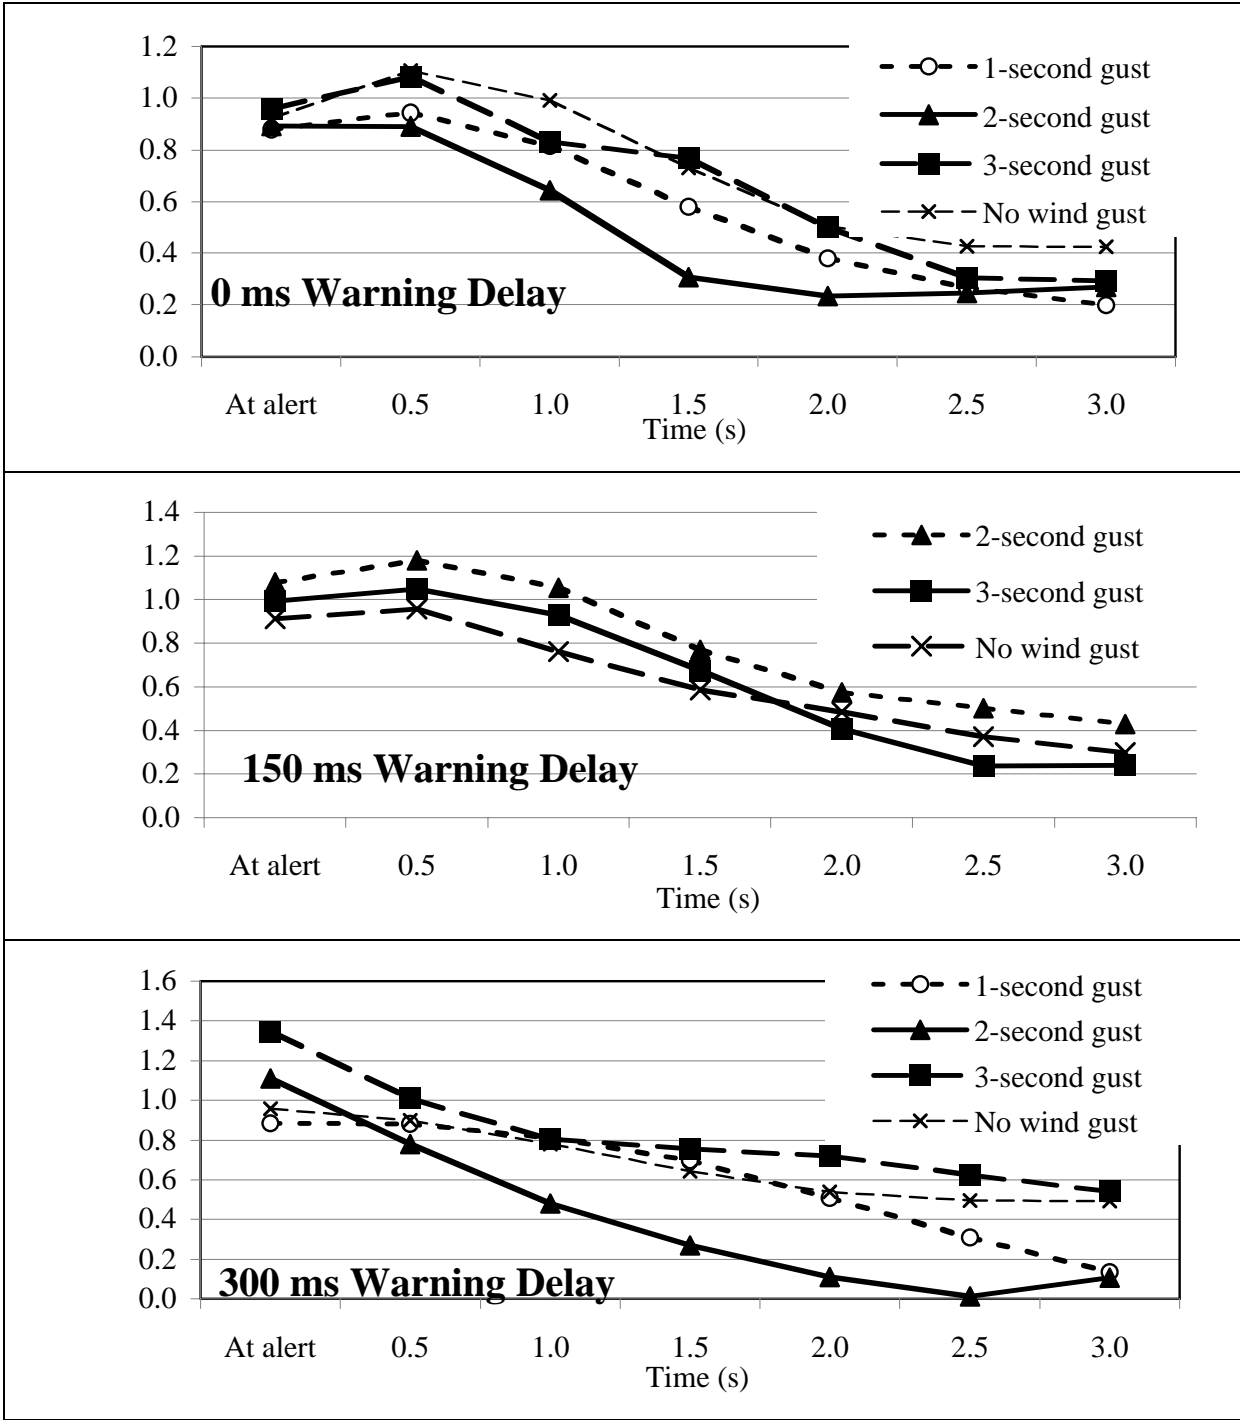 1.2
1.0
0.8
0.6
0.4
0.2
0.0
1-second gust
2-second gust
3-second gust
No wind gust
0 ms Warning Delay
At alert 0.5 1.0 1.5 2.0 2.5 3.0
Time (s)
1.4
1.2
1.0
0.8
0.6
0.4
0.2
0.0
2-second gust
3-second gust
No wind gust
150 ms Warning Delay
At alert 0.5 1.0 1.5 2.0 2.5 3.0
Time (s)
1.6
1.4
1.2
1.0
0.8
0.6
0.4
0.2
0.0
1-second gust
2-second gust
3-second gust
No wind gust
300 ms Warning Delay
At alert 0.5 1.0 1.5 2.0 2.5 3.0
Time (s)